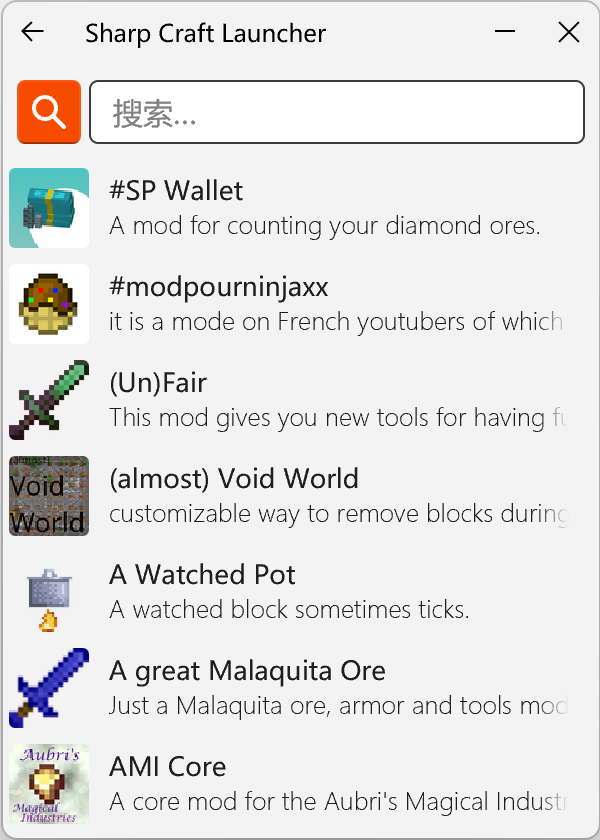 Sharp Craft Launcher
搜索...
#SP Wallet
A mod for counting your diamond ores.
#modpourninjaxx
it is a mode on French youtubers of which
(Un)Fair
This mod gives you new tools for having fu
(almost)
Void
World
(almost) Void World
customizable way to remove blocks during
A Watched Pot
A watched block sometimes ticks.
A great Malaquita Ore
Just a Malaquita ore, armor and tools mod
Aubri's
Magical
Industries
AMI Core
A core mod for the Aubri's Magical Industr